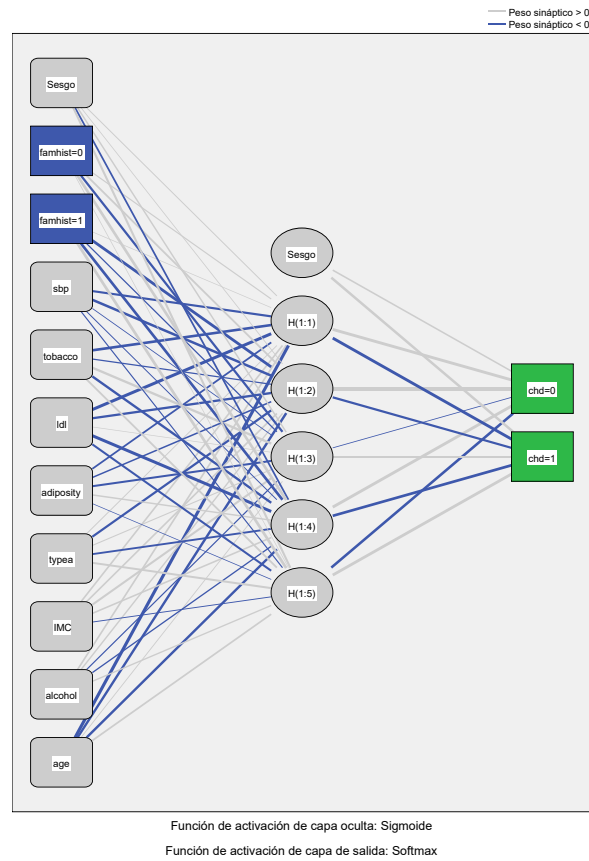 Peso sináptico > 0
Peso sináptico < 0
Sesgo
famhist=0
famhist=1
sbp
tobacco
ldl
adiposity
typea
IMC
alcohol
age
Sesgo
H(1:1)
H(1:2)
H(1:3)
H(1:4)
H(1:5)
chd=0
chd=1
Función de activación de capa oculta: Sigmoide
Función de activación de capa de salida: Softmax